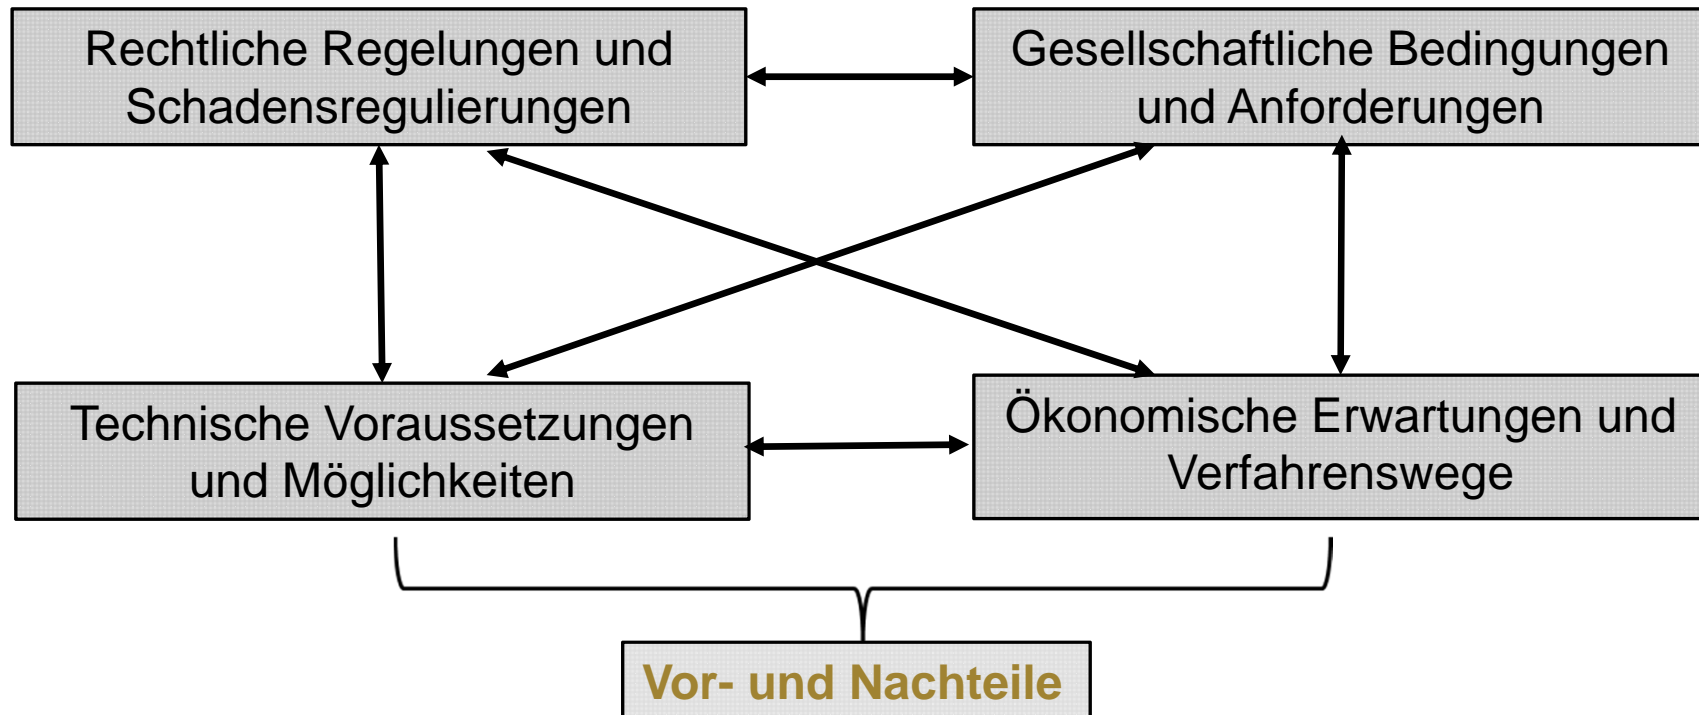 Rechtliche Regelungen und
Schadensregulierungen
Gesellschaftliche Bedingungen
und Anforderungen
Technische Voraussetzungen
und Möglichkeiten
Ökonomische Erwartungen und
Verfahrenswege
Vor- und Nachteile